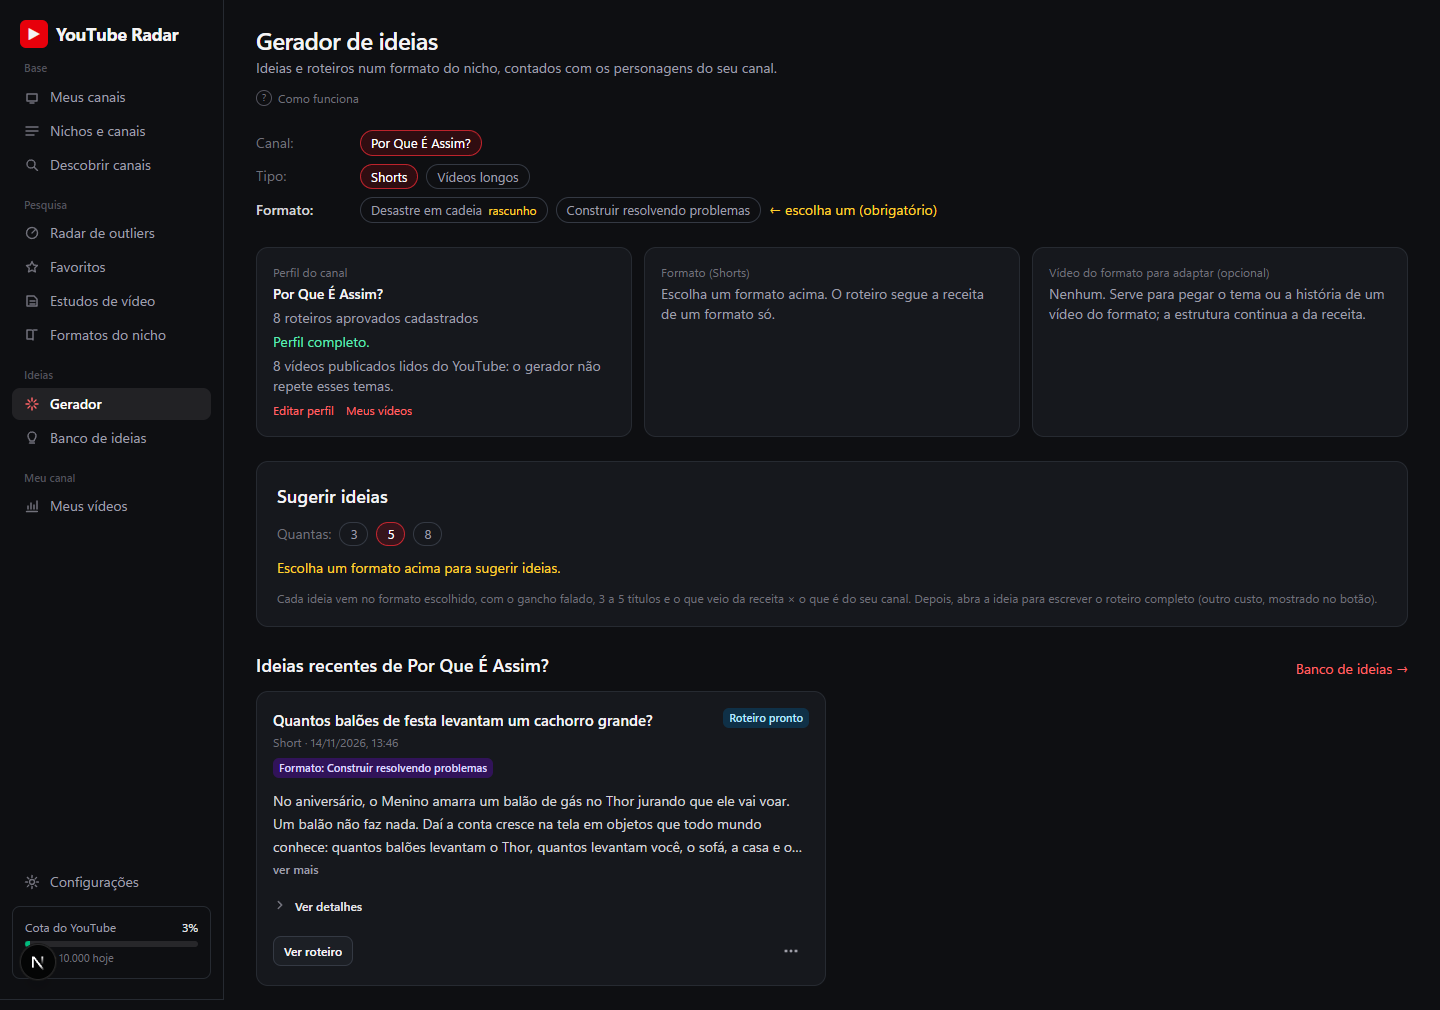 YouTube Radar
Base
Meus canais
Nichos e canais
Descobrir canais
Pesquisa
Radar de outliers
Favoritos
Estudos de vídeo
Formatos do nicho
Ideias
Gerador
Banco de ideias
Meu canal
Meus vídeos
Configurações
Cota do YouTube 3%
10.000 hoje
N
Gerador de ideias
Ideias e roteiros num formato do nicho, contados com os personagens do seu canal.
? Como funciona
Canal: Por Que É Assim?
Tipo: Shorts Vídeos longos
Formato: Desastre em cadeia rascunho Construir resolvendo problemas ← escolha um (obrigatório)
Perfil do canal
Por Que É Assim?
8 roteiros aprovados cadastrados
Perfil completo.
8 vídeos publicados lidos do YouTube: o gerador não
repete esses temas.
Editar perfil Meus vídeos
Formato (Shorts)
Escolha um formato acima. O roteiro segue a receita
de um formato só.
Vídeo do formato para adaptar (opcional)
Nenhum. Serve para pegar o tema ou a história de um
vídeo do formato; a estrutura continua a da receita.
Sugerir ideias
Quantas: 3 5 8
Escolha um formato acima para sugerir ideias.
Cada ideia vem no formato escolhido, com o gancho falado, 3 a 5 títulos e o que veio da receita × o que é do seu canal. Depois, abra a ideia para escrever o roteiro completo (outro custo, mostrado no botão).
Ideias recentes de Por Que É Assim?
Banco de ideias →
Quantos balões de festa levantam um cachorro grande?
Roteiro pronto
Short · 14/11/2026, 13:46
Formato: Construir resolvendo problemas
No aniversário, o Menino amarra um balão de gás no Thor jurando que ele vai voar.
Um balão não faz nada. Daí a conta cresce na tela em objetos que todo mundo
conhece: quantos balões levantam o Thor, quantos levantam você, o sofá, a casa e o...
ver mais
Ver detalhes
Ver roteiro